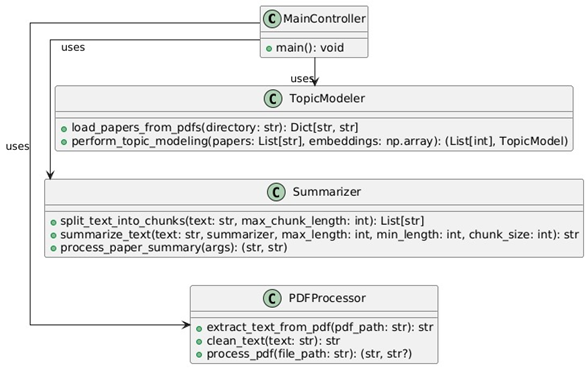 C MainController
main(): void
uses
uses
C TopicModeler
load_papers_from_pdfs(directory: str): Dict[str, str]
perform_topic_modeling(papers: List[str], embeddings: np.array): (List[int], TopicModel)
uses
C Summarizer
split_text_into_chunks(text: str, max_chunk_length: int): List[str]
summarize_text(text: str, summarizer, max_length: int, min_length: int, chunk_size: int): str
process_paper_summary(args): (str, str)
C PDFProcessor
extract_text_from_pdf(pdf_path: str): str
clean_text(text: str): str
process_pdf(file_path: str): (str, str?)